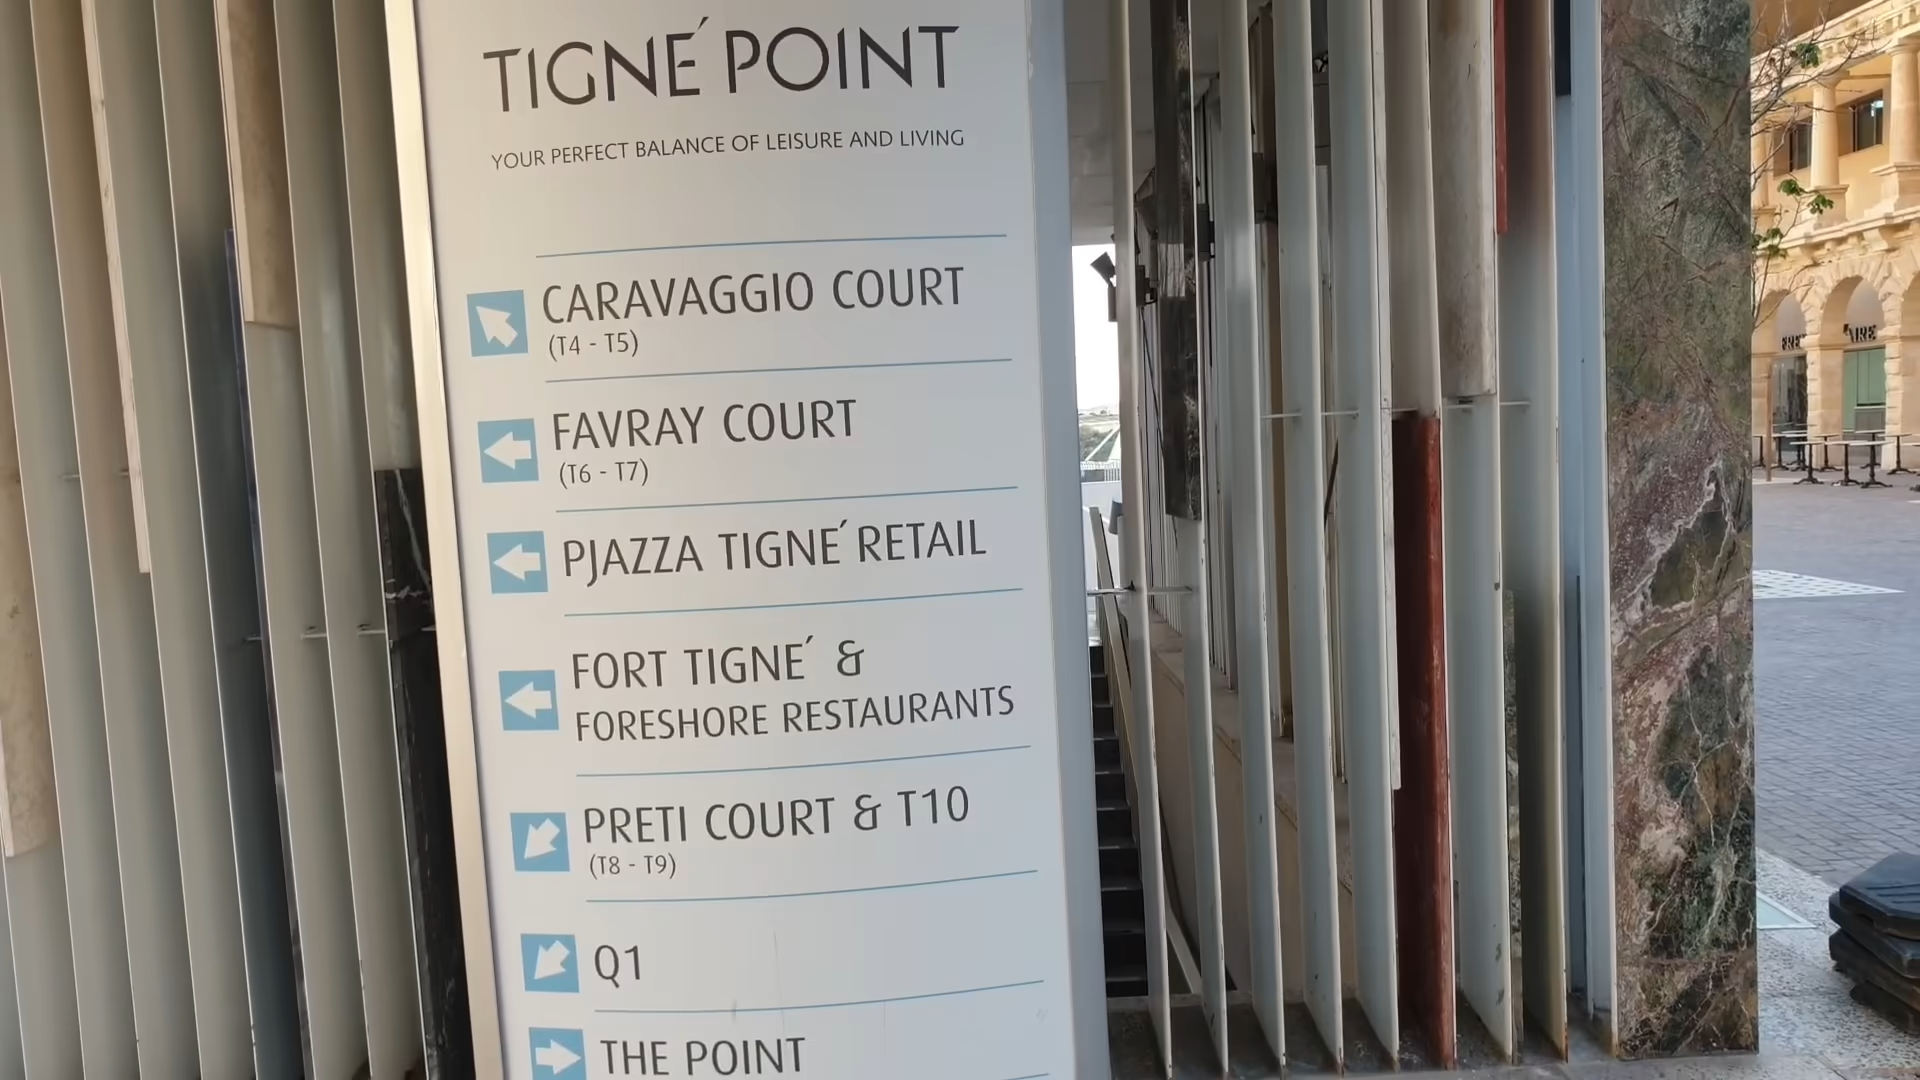 TIGNÉ POINT
YOUR PERFECT BALANCE OF LEISURE AND LIVING
CARAVAGGIO COURT
(T4 - T5)
FAVRAY COURT
(T6 - T7)
PJAZZA TIGNÉ RETAIL
FORT TIGNÉ &
FORESHORE RESTAURANTS
PRETI COURT & T10
(T8 - T9)
Q1
THE POINT